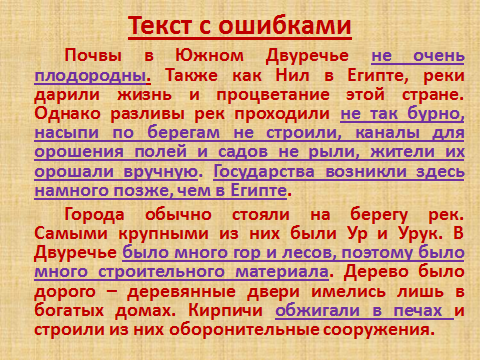 Текст с ошибками
Почвы в Южном Двуречье не очень
плодородны. Также как Нил в Египте, реки
дарили жизнь и процветание этой стране.
Однако разливы рек проходили не так бурно,
насыпи по берегам не строили, каналы для
орошения полей и садов не рыли, жители их
орошали вручную. Государства возникли здесь
намного позже, чем в Египте.
Города обычно стояли на берегу рек.
Самыми крупными из них были Ур и Урук. В
Двуречье было много гор и лесов, поэтому было
много строительного материала. Дерево было
дорого – деревянные двери имелись лишь в
богатых домах. Кирпичи обжигали в печах и
строили из них оборонительные сооружения.